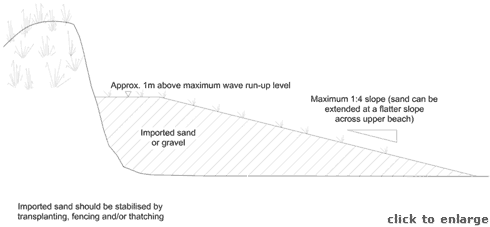 Approx. 1m above maximum wave run-up level
Maximum 1:4 slope (sand can be
extended at a flatter slope
across upper beach)
Imported sand
or gravel
Imported sand should be stabilised by
transplanting, fencing and/or thatching
click to enlarge